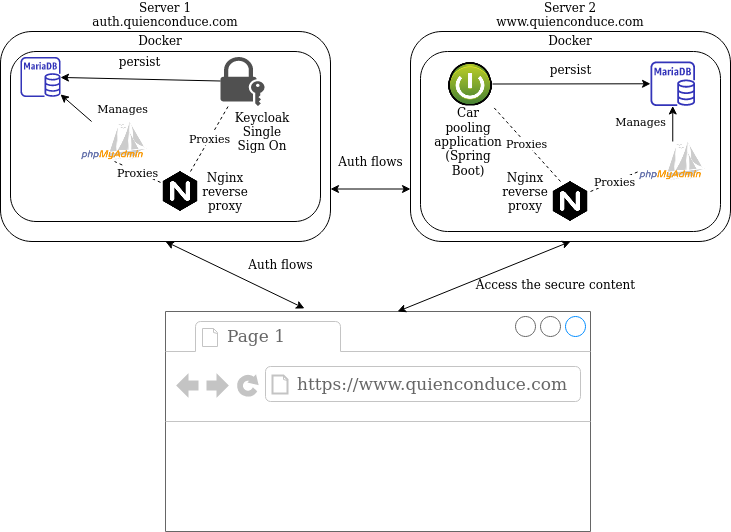 Server 1
auth.quienconduce.com
Docker
MariaDB
persist
Keycloak
Single
Sign On
Manages
phpMyAdmin
Proxies
Proxies
Nginx
reverse
proxy
Server 2
www.quienconduce.com
Docker
Car
pooling
application
(Spring
Boot)
persist
MariaDB
Manages
phpMyAdmin
Proxies
Proxies
Nginx
reverse
proxy
Auth flows
Auth flows
Access the secure content
Page 1
https://www.quienconduce.com